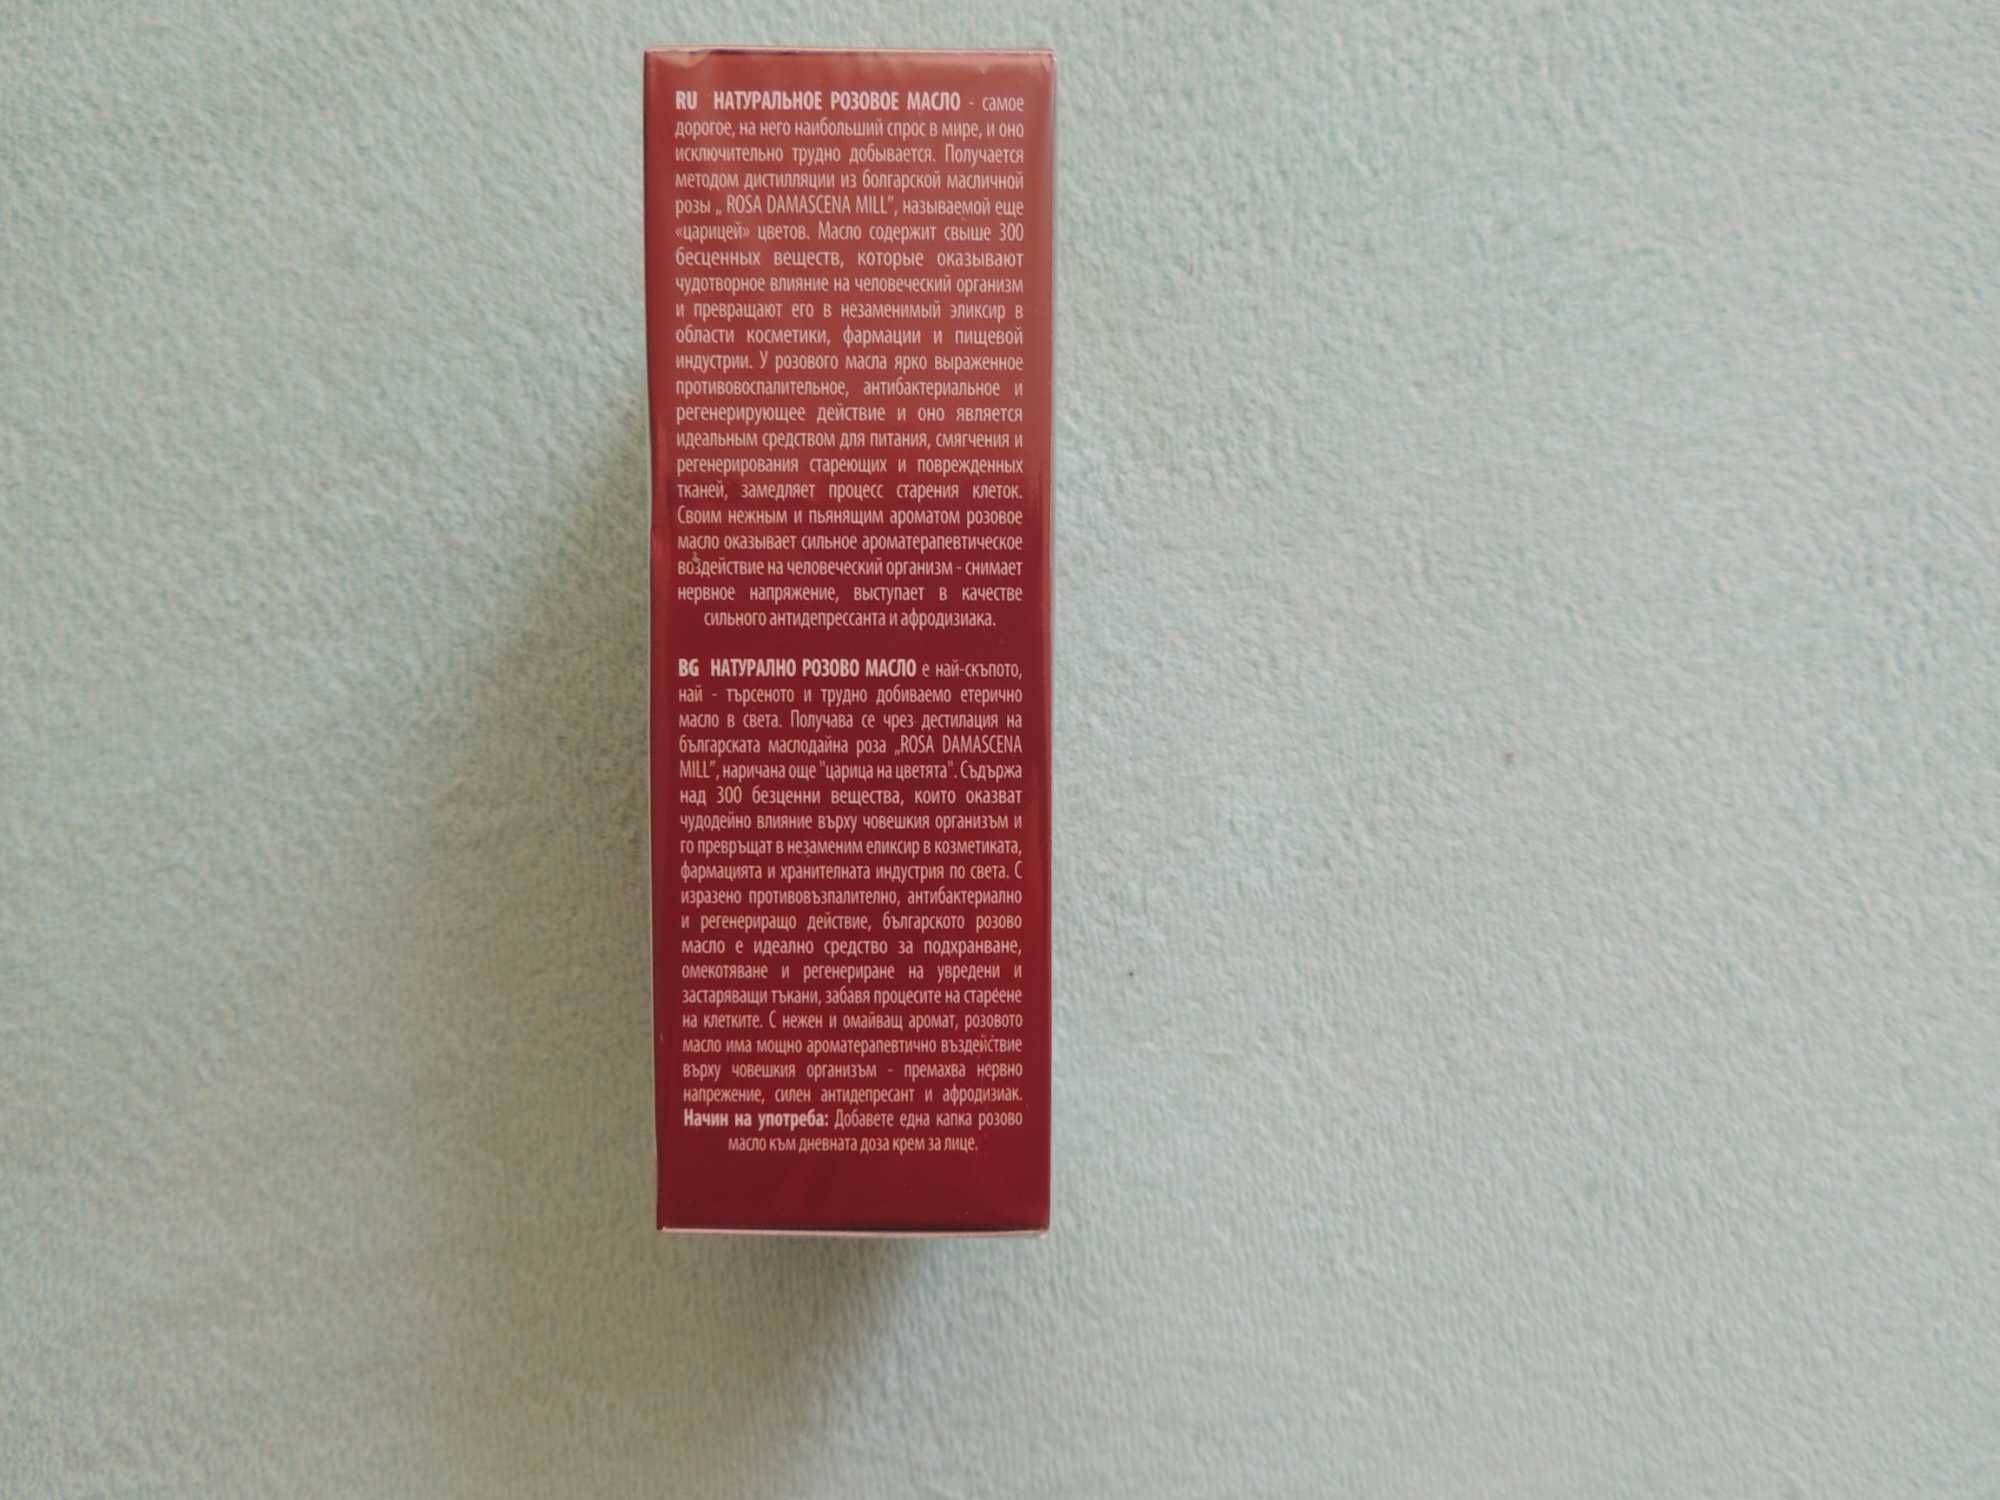 RU НАТУРАЛЬНОЕ РОЗОВОЕ МАСЛО - самое
дорогое, на него наибольший спрос в мире, и оно
исключительно трудно добывается. Получается
методом дистилляции из болгарской масличной
розы „ ROSA DAMASCENA MILL”, называемой еще
«царицей» цветов. Масло содержит свыше 300
бесценных веществ, которые оказывают
чудотворное влияние на человеческий организм
и превращают его в незаменимый эликсир в
области косметики, фармации и пищевой
индустрии. У розового масла ярко выраженное
противовоспалительное, антибактериальное и
регенерирующее действие и оно является
идеальным средством для питания, смягчения и
регенерирования стареющих и поврежденных
тканей, замедляет процесс старения клеток.
Своим нежным и пьянящим ароматом розовое
масло оказывает сильное ароматерапевтическое
воздействие на человеческий организм - снимает
нервное напряжение, выступает в качестве
сильного антидепрессанта и афродизиака.
BG НАТУРАЛНО РОЗОВО МАСЛО е най-скъпото,
най - търсеното и трудно добиваемо етерично
масло в света. Получава се чрез дестилация на
българската маслодайна роза „ROSA DAMASCENA
MILL”, наричана още "царица на цветята". Съдържа
над 300 безценни вещества, които оказват
чудодейно влияние върху човешкия организъм и
го превръщат в незаменим еликсир в козметиката,
фармацията и хранителната индустрия по света. С
изразено противовъзпалително, антибактериално
и регенериращо действие, българското розово
масло е идеално средство за подхранване,
омекотяване и регенериране на увредени и
застаряващи тъкани, забавя процесите на стареене
на клетките. С нежен и омайващ аромат, розовото
масло има мощно ароматерапевтично въздействие
върху човешкия организъм - премахва нервно
напрежение, силен антидепресант и афродизиак.
Начин на употреба: Добавете една капка розово
масло към дневната доза крем за лице.